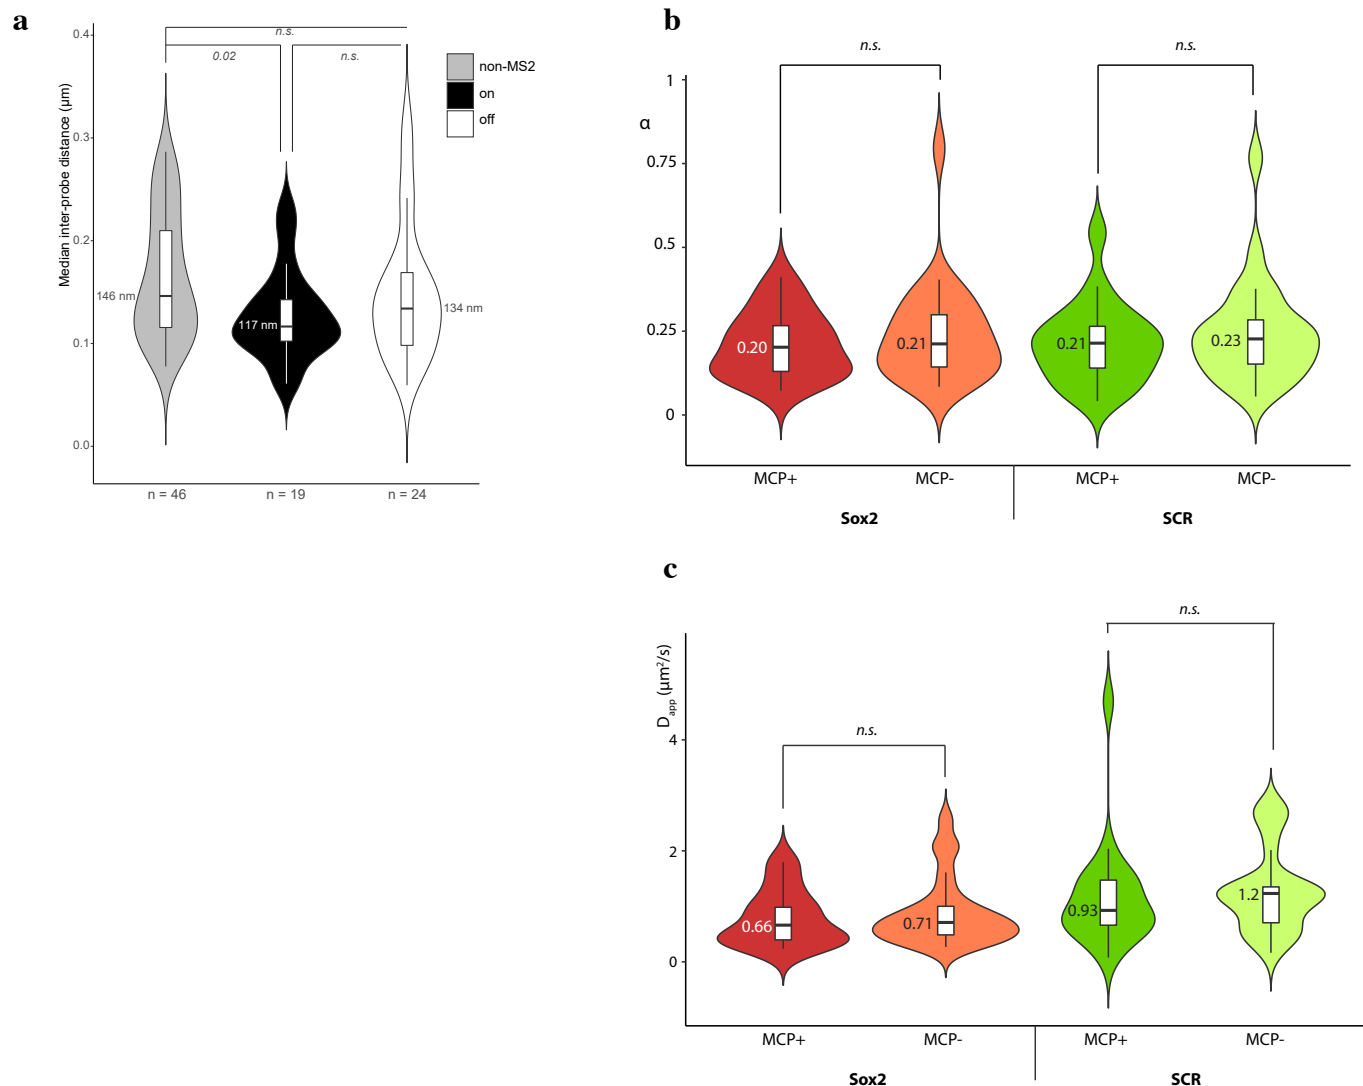 a
Median inter-probe distance (μm)
0.4
0.3
0.2
0.1
0.0
n.s.
0.02
n.s.
non-MS2
on
off
146 nm
117 nm
134 nm
n = 46
n = 19
n = 24
b
α
1
0.75
0.5
0.25
0
n.s.
n.s.
0.20
0.21
0.21
0.23
MCP+
MCP-
MCP+
MCP-
Sox2
SCR
c
Dapp (μm²/s)
4
2
0
n.s.
n.s.
0.66
0.71
0.93
1.2
MCP+
MCP-
MCP+
MCP-
Sox2
SCR